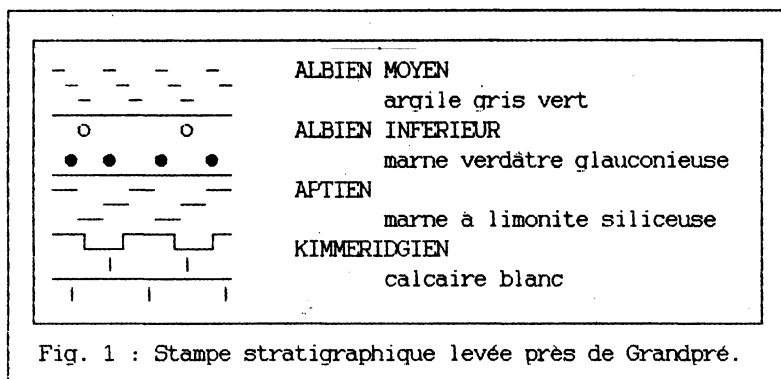 ALBIEN MOYEN
argile gris vert
ALBIEN INFERIEUR
marne verdâtre glauconieuse
APTIEN
marne à limonite siliceuse
KIMMERIDGIEN
calcaire blanc
Fig. 1 : Stampe stratigraphique levée près de Grandpré.